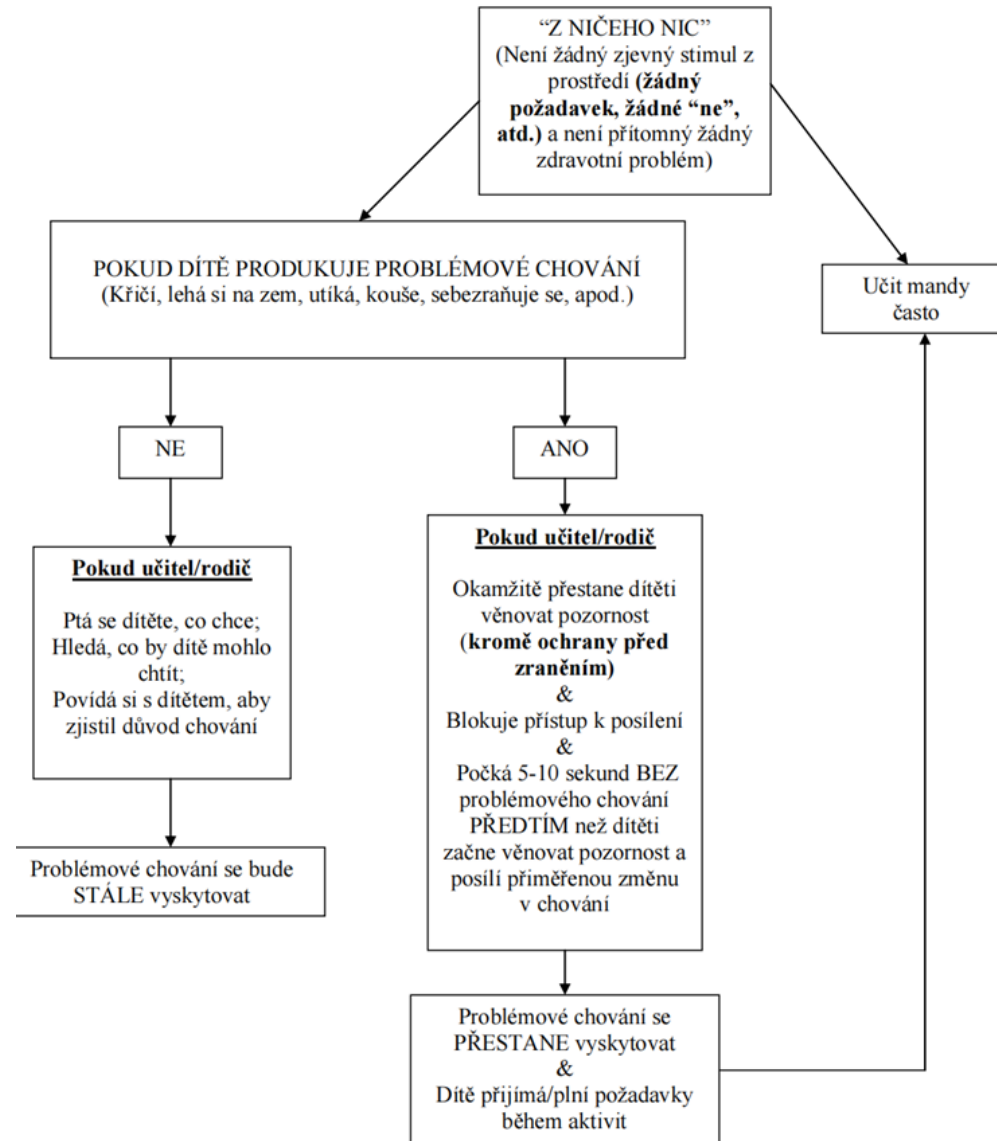 “Z NIČEHO NIC”
(Není žádný zjevný stimul z
prostředí (žádný
požadavek, žádné “ne”,
atd.) a není přítomný žádný
zdravotní problém)
POKUD DÍTĚ PRODUKUJE PROBLÉMOVÉ CHOVÁNÍ
(Křičí, lehá si na zem, utíká, kouše, sebezraňuje se, apod.)
Učit mandy
často
NE
ANO
Pokud učitel/rodič
Ptá se dítěte, co chce;
Hledá, co by dítě mohlo
chtít;
Povídá si s dítětem, aby
zjistil důvod chování
Pokud učitel/rodič
Okamžitě přestane dítěti
věnovat pozornost
(kromě ochrany před
zraněním)
&
Blokuje přístup k posílení
&
Počká 5-10 sekund BEZ
problémového chování
PŘEDTÍM než dítěti
začne věnovat pozornost a
posílí přiměřenou změnu
v chování
Problémové chování se bude
STÁLE vyskytovat
Problémové chování se
PŘESTANE vyskytovat
&
Dítě přijímá/plní požadavky
během aktivit